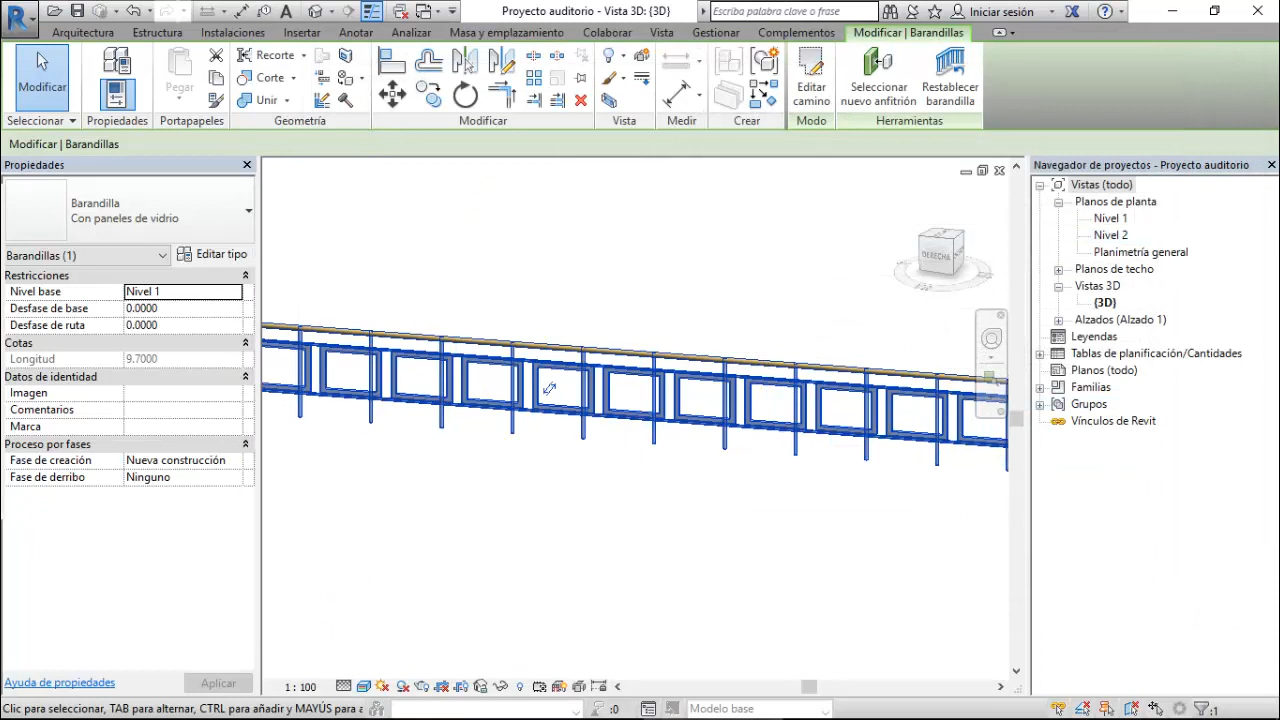 Proyecto auditorio - Vista 3D: {3D}
Escriba palabra clave o frase
Iniciar sesión
Arquitectura
Estructura
Instalaciones
Insertar
Anotar
Analizar
Masa y emplazamiento
Colaborar
Vista
Gestionar
Complementos
Modificar | Barandillas
Modificar
Pegar
Recorte
Corte
Unir
Editar camino
Seleccionar nuevo anfitrión
Restablecer barandilla
Seleccionar
Propiedades
Portapapeles
Geometría
Modificar
Vista
Medir
Crear
Modo
Herramientas
Modificar | Barandillas
Propiedades
Barandilla
Con paneles de vidrio
Barandillas (1)
Editar tipo
Restricciones
Nivel base Nivel 1
Desfase de base 0.0000
Desfase de ruta 0.0000
Cotas
Longitud 9.7000
Datos de identidad
Imagen
Comentarios
Marca
Proceso por fases
Fase de creación Nueva construcción
Fase de derribo Ninguno
Ayuda de propiedades
Aplicar
DERECHA
1 : 100
Navegador de proyectos - Proyecto auditorio
Vistas (todo)
Planos de planta
Nivel 1
Nivel 2
Planimetría general
Planos de techo
Vistas 3D
{3D}
Alzados (Alzado 1)
Leyendas
Tablas de planificación/Cantidades
Planos (todo)
Familias
Grupos
Vínculos de Revit
Clic para seleccionar, TAB para alternar, CTRL para añadir y MAYÚS para a
:0
Modelo base
:1